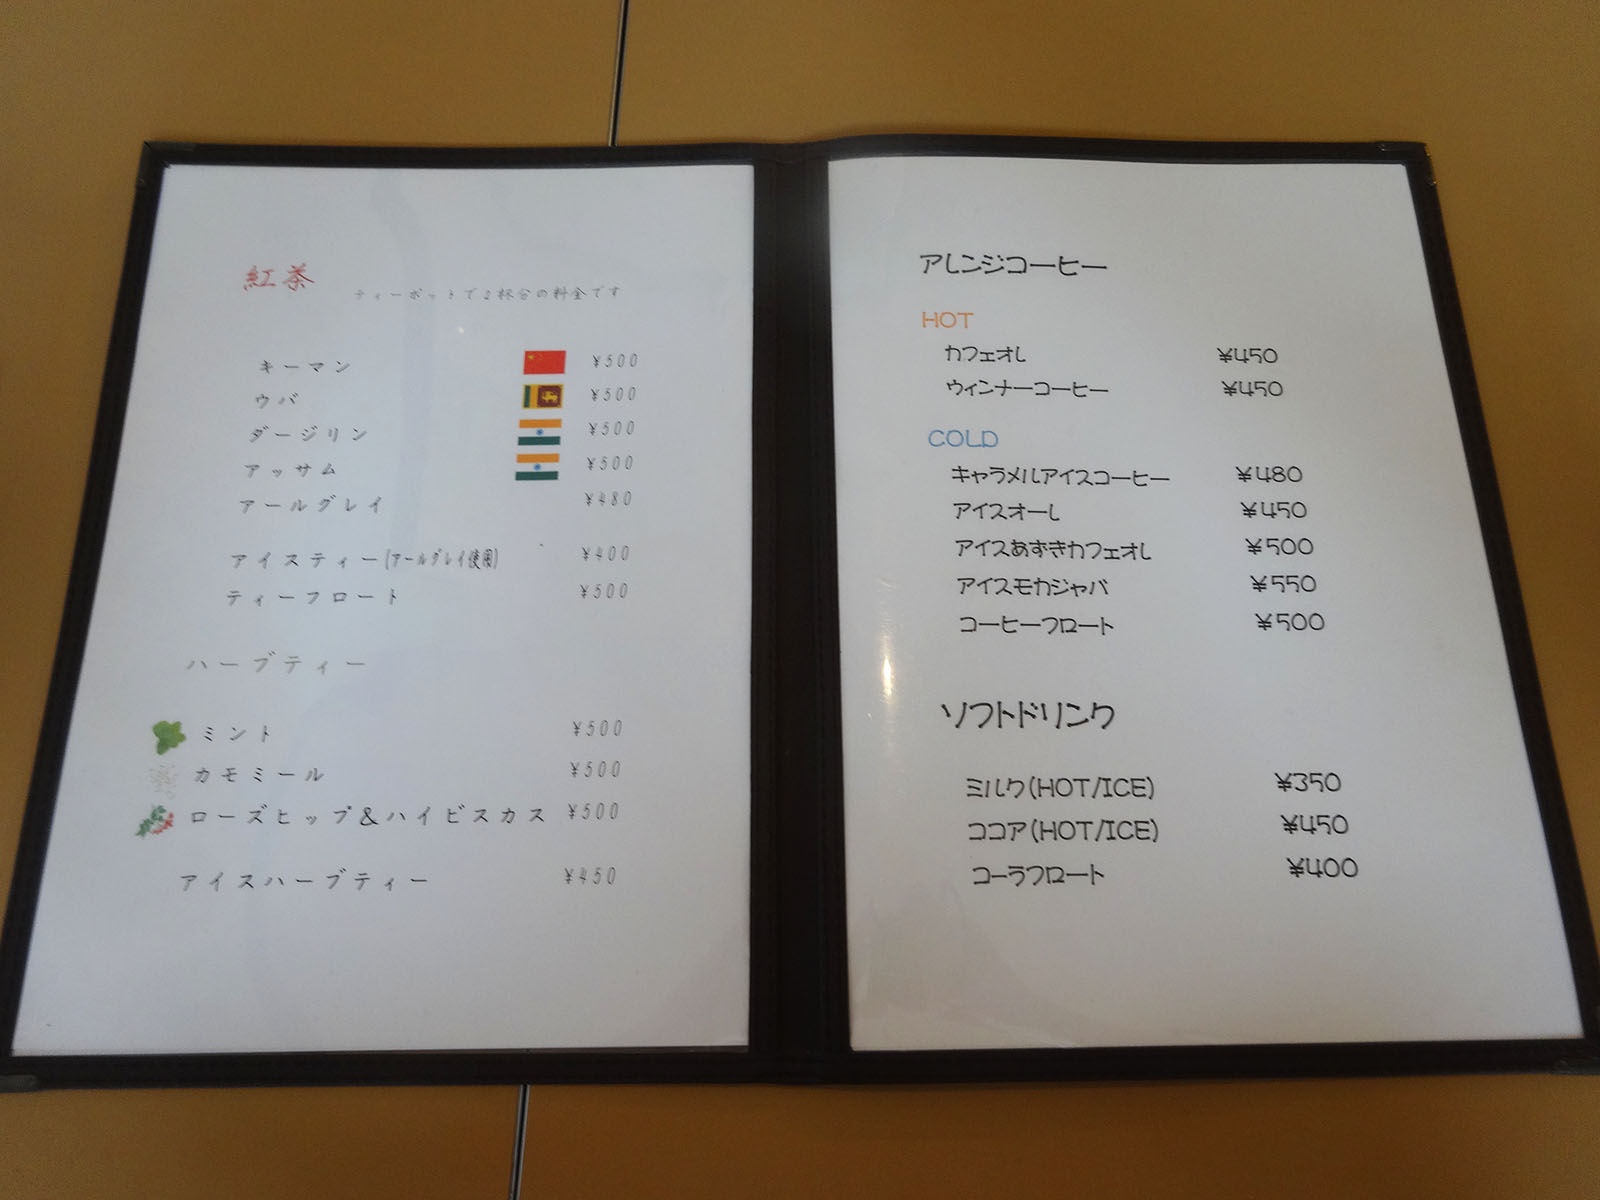 紅茶
ティーポットで2杯分の料金です
キーマン ¥500
ウバ ¥500
ダージリン ¥500
アッサム ¥500
アールグレイ ¥480
アイスティー(アールグレイ使用) ¥400
ティーフロート ¥500
ハーブティー
ミント ¥500
カモミール ¥500
ローズヒップ&ハイビスカス ¥500
アイスハーブティー ¥450
アレンジコーヒー
HOT
カフェオレ ¥450
ウィンナーコーヒー ¥450
COLD
キャラメルアイスコーヒー ¥480
アイスオーレ ¥450
アイスあずきカフェオレ ¥500
アイスモカジャバ ¥550
コーヒーフロート ¥500
ソフトドリンク
ミルク(HOT/ICE) ¥350
ココア(HOT/ICE) ¥450
コーラフロート ¥400